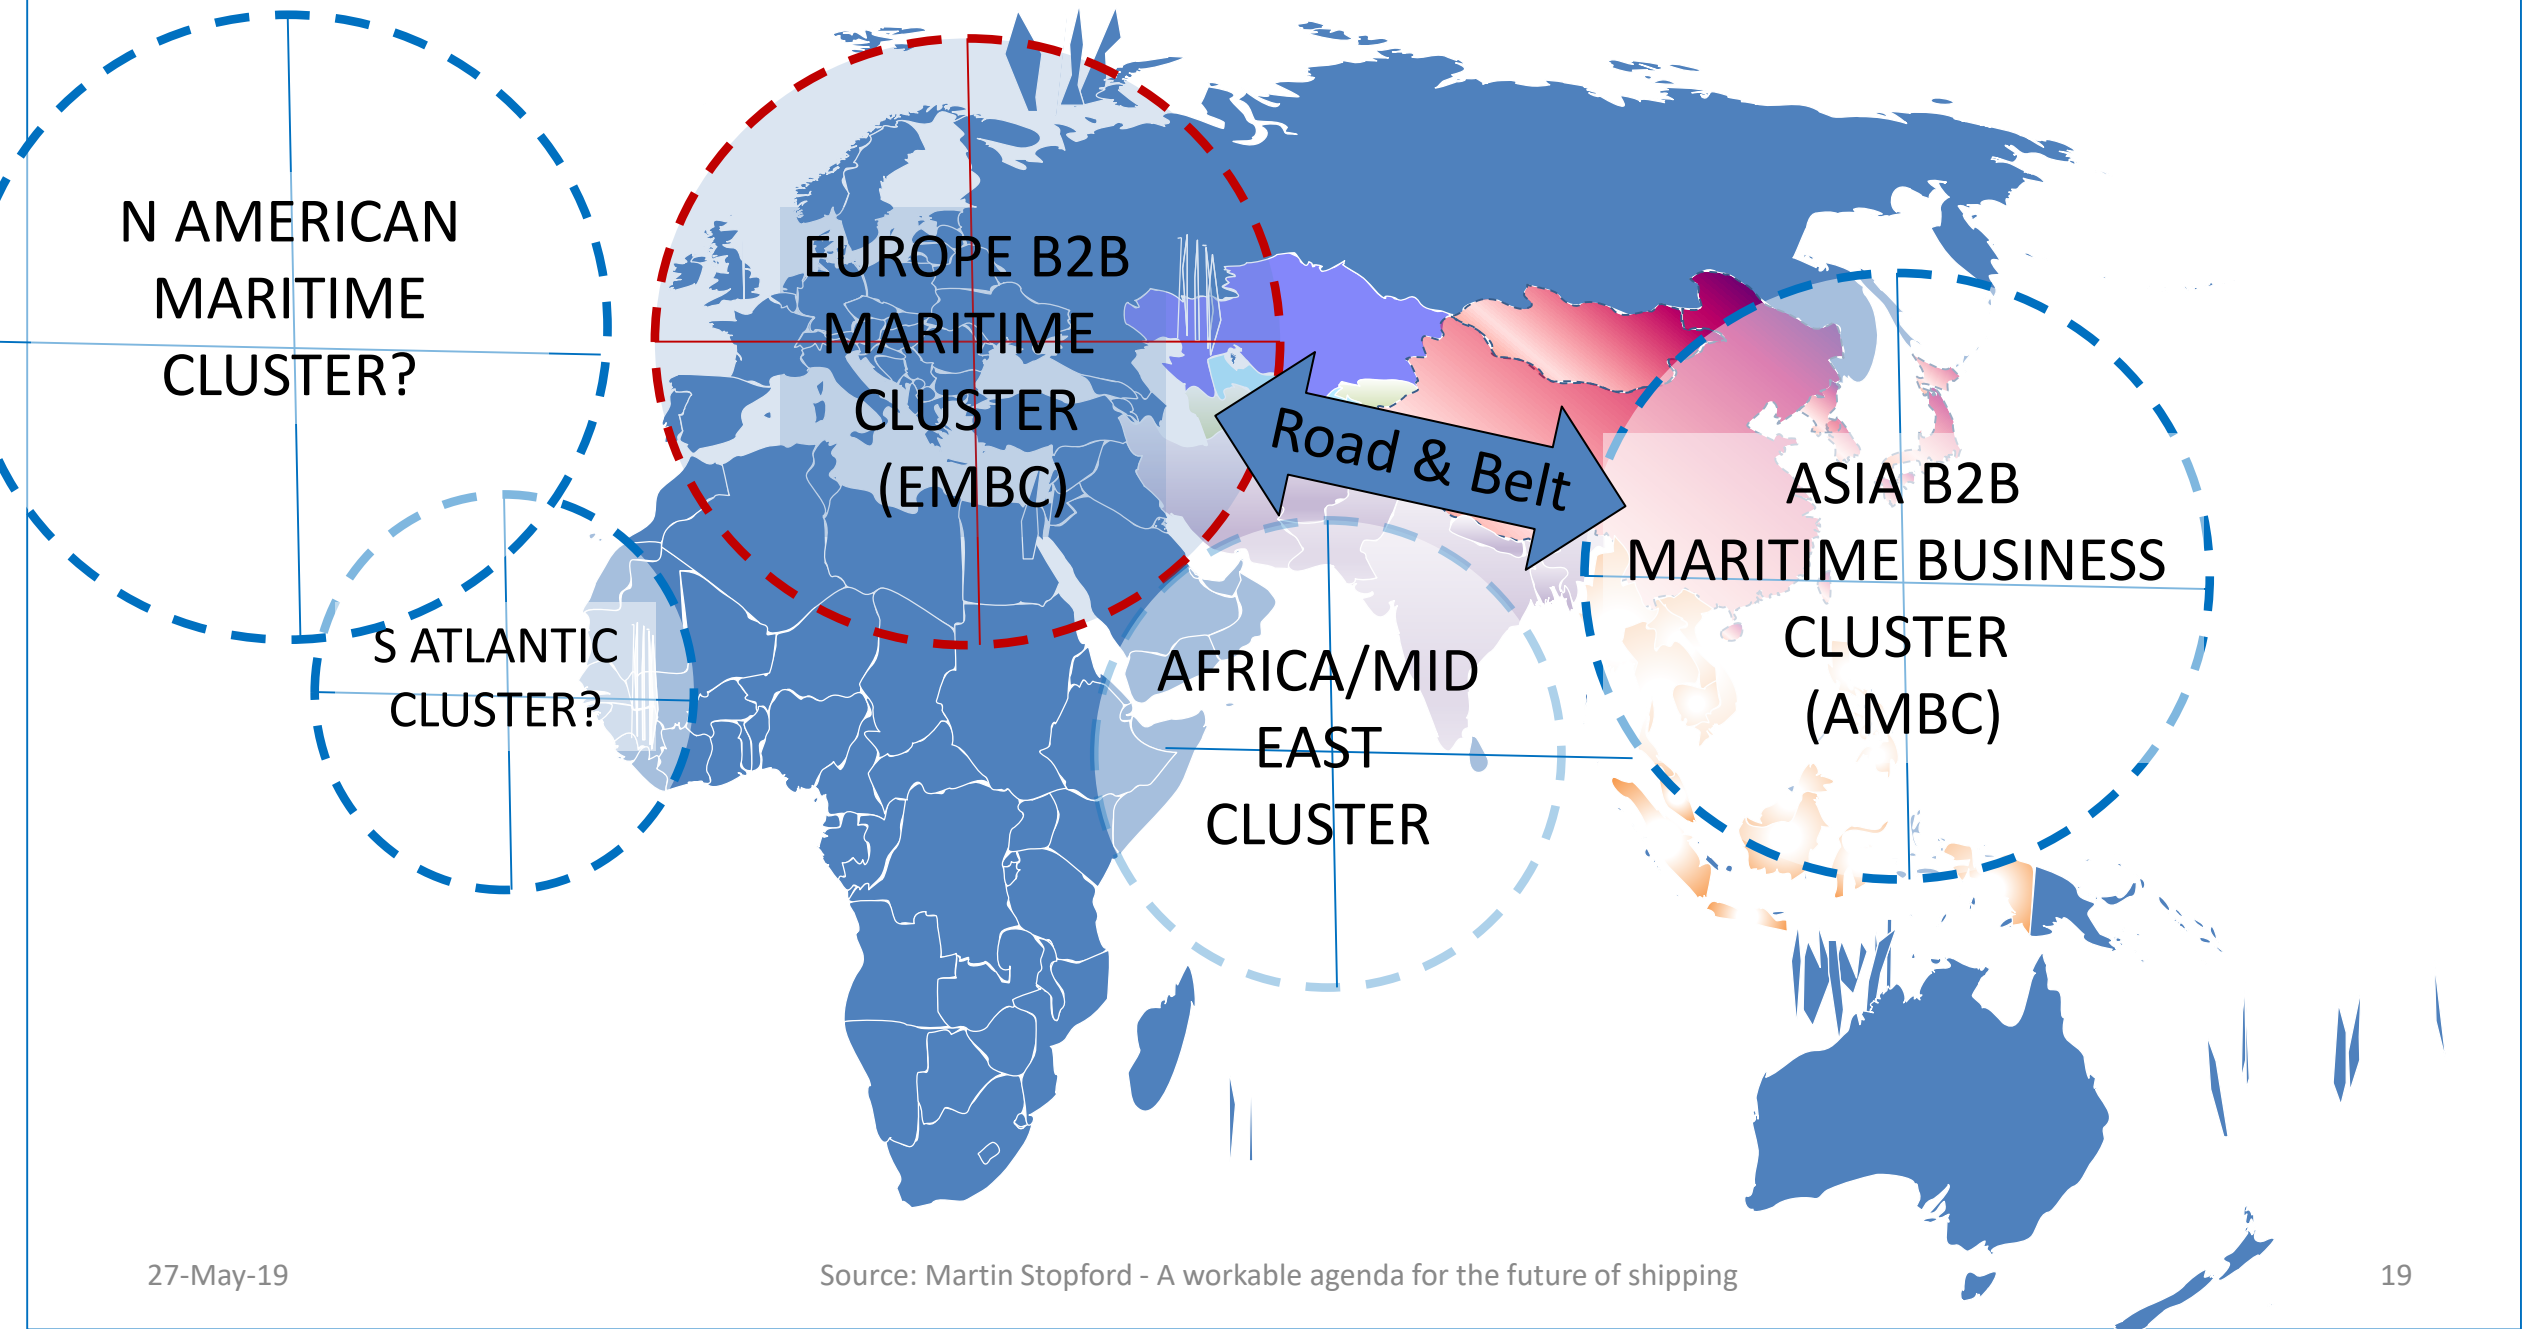 N AMERICAN
MARITIME
CLUSTER?
EUROPE B2B
MARITIME
CLUSTER
(EMBC)
Road & Belt
ASIA B2B
MARITIME BUSINESS
CLUSTER
(AMBC)
S ATLANTIC
CLUSTER?
AFRICA/MID
EAST
CLUSTER
27-May-19
Source: Martin Stopford - A workable agenda for the future of shipping
19